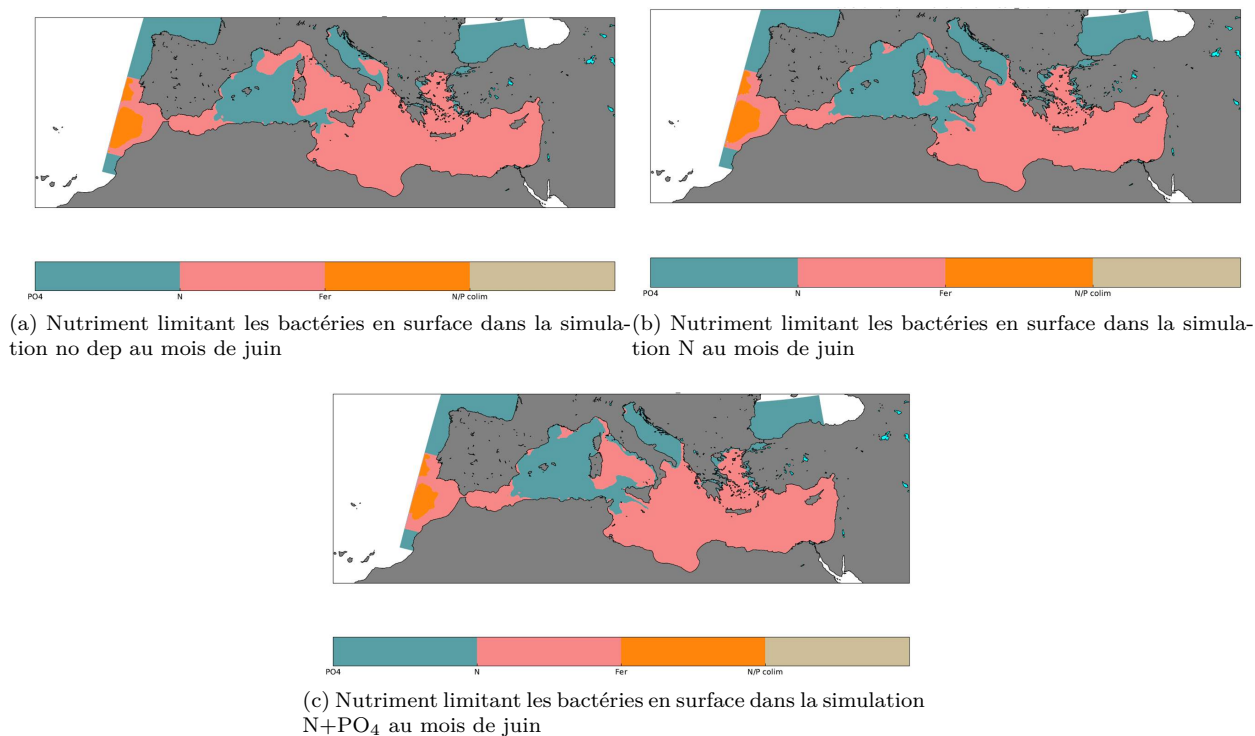 PO4 N Fer N/P colim
PO4 N Fer N/P colim
(a) Nutriment limitant les bactéries en surface dans la simula-
tion no dep au mois de juin
(b) Nutriment limitant les bactéries en surface dans la simula-
tion N au mois de juin
PO4 N Fer N/P colim
(c) Nutriment limitant les bactéries en surface dans la simulation
N+PO₄ au mois de juin